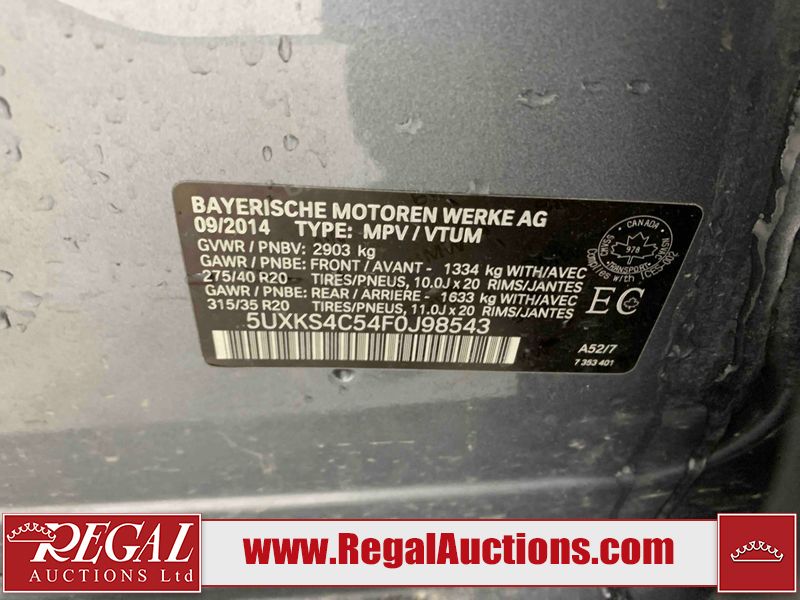 BAYERISCHE MOTOREN WERKE AG
09/2014 TYPE: MPV / VTUM
GVWR / PNBV: 2903 kg
GAWR / PNBE: FRONT / AVANT - 1334 kg WITH/AVEC
275/40 R20 TIRES/PNEUS, 10.0J x 20 RIMS/JANTES
GAWR / PNBE: REAR / ARRIERE - 1633 kg WITH/AVEC
315/35 R20 TIRES/PNEUS, 11.0J x 20 RIMS/JANTES
5UXKS4C54F0J98543
CANADA
978
TRANSPORT
EC
A52/7
7 353 401
REGAL
AUCTIONS Ltd
www.RegalAuctions.com